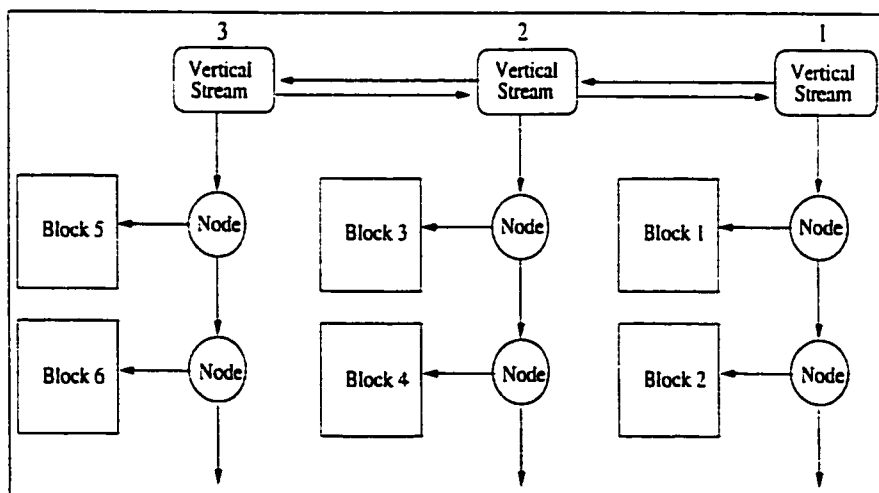 3 2 1
Vertical
Stream
Vertical
Stream
Vertical
Stream
Block 5
Node
Block 3
Node
Block 1
Node
Block 6
Node
Block 4
Node
Block 2
Node